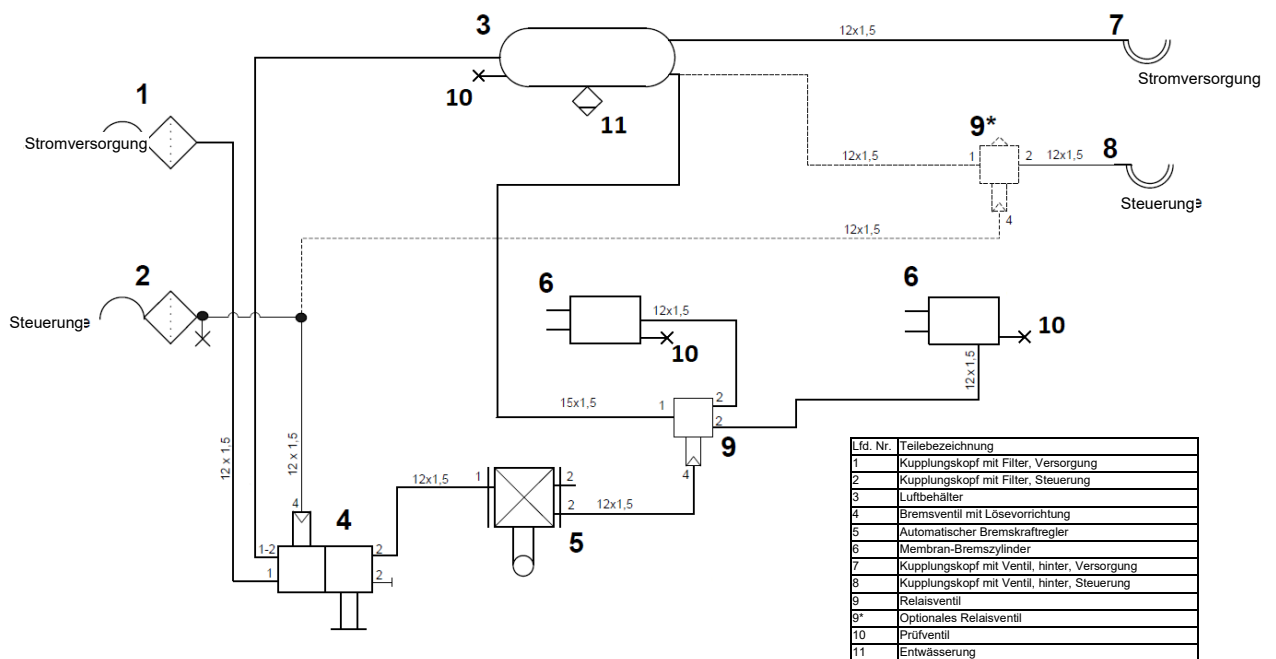 3
12x1,5
7
Stromversorgung
1
10
11
9*
Stromversorgung
12x1,5
1
2
12x1,5
8
Steuerunge
4
12x1,5
2
6
6
Steuerunge
12x1,5
10
10
12 x 1,5
15x1,5
1
2
2
9
4
12 x 1,5
12 x 1,5
12x1,5
1
2
2
12x1,5
5
4
4
1-2
1
2
2
Lfd. Nr. Teilebezeichnung
1 Kupplungskopf mit Filter, Versorgung
2 Kupplungskopf mit Filter, Steuerung
3 Luftbehälter
4 Bremsventil mit Lösevorrichtung
5 Automatischer Bremskraftregler
6 Membran-Bremszylinder
7 Kupplungskopf mit Ventil, hinter, Versorgung
8 Kupplungskopf mit Ventil, hinter, Steuerung
9 Relaisventil
9* Optionales Relaisventil
10 Prüfventil
11 Entwässerung